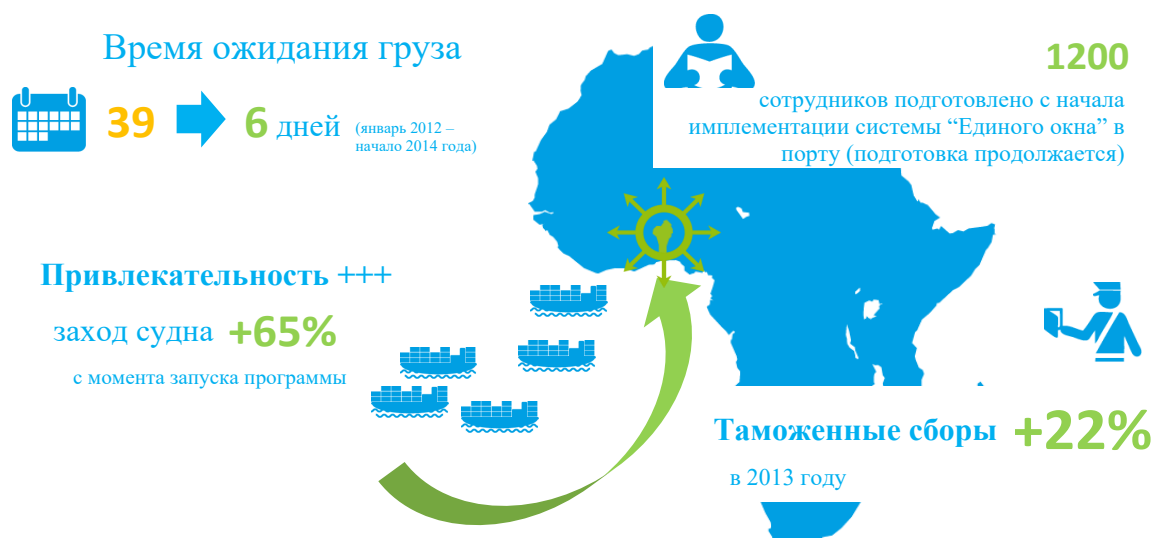 Время ожидания груза
39 6 дней (январь 2012 –
начало 2014 года)
1200
сотрудников подготовлено с начала
имплементации системы “Единого окна” в
порту (подготовка продолжается)
Привлекательность +++
заход судна +65%
с момента запуска программы
Таможенные сборы +22%
в 2013 году